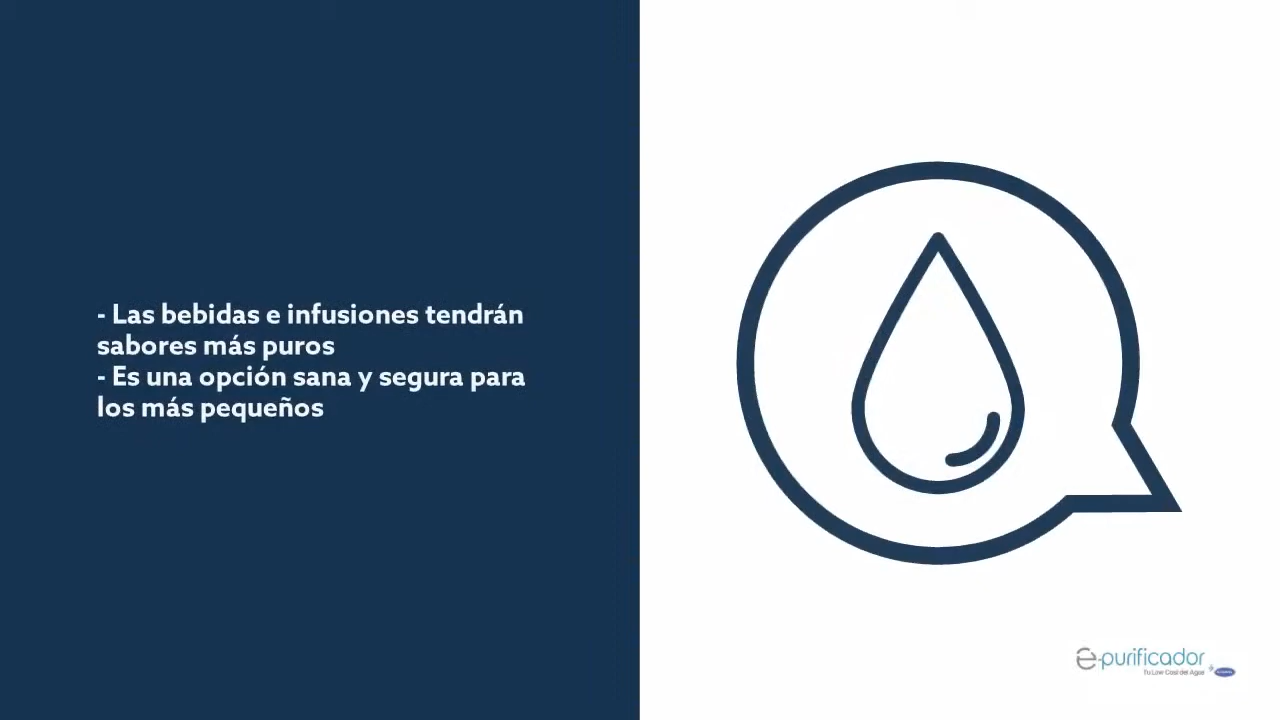 - Las bebidas e infusiones tendrán
sabores más puros
- Es una opción sana y segura para
los más pequeños
e-purificador
Tu Low Cost del Agua